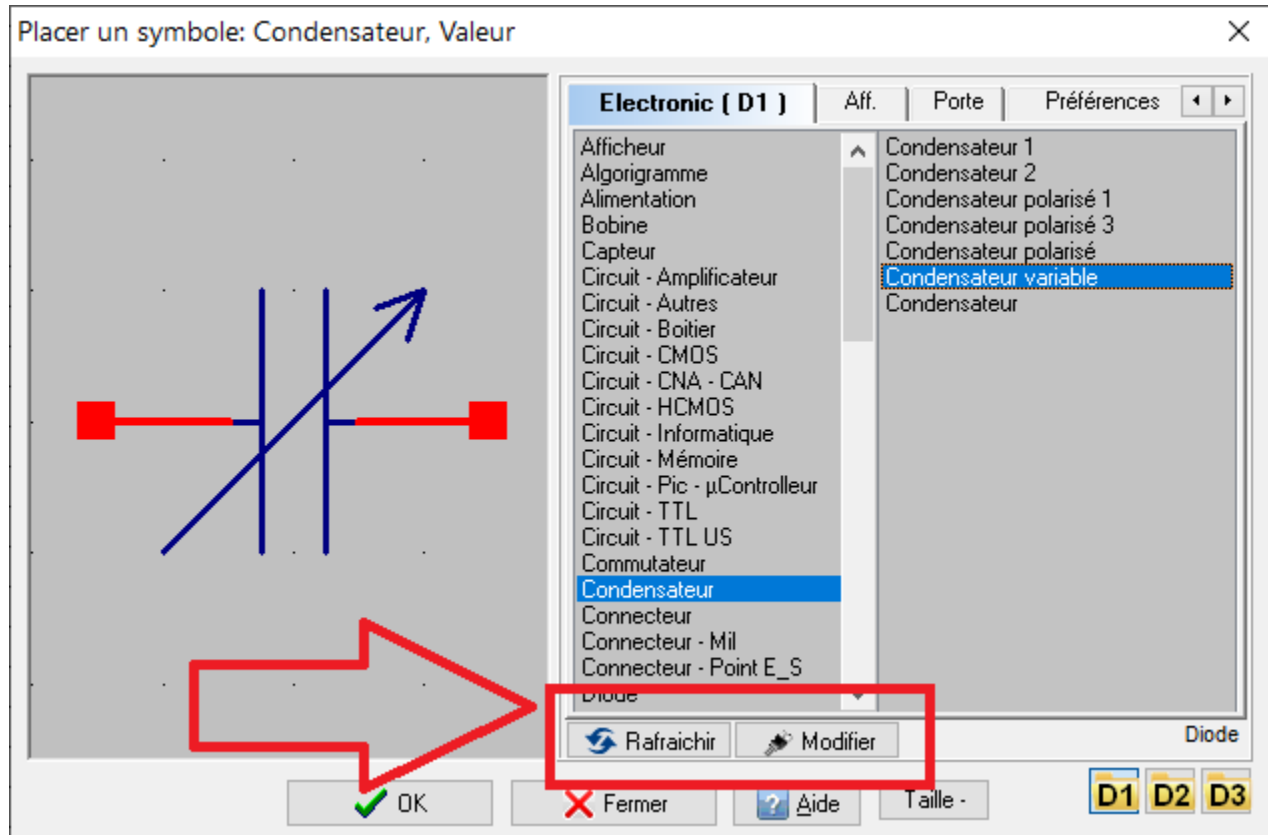 Placer un symbole: Condensateur, Valeur
Electronic ( D1 )
Aff.
Porte
Préférences
Afficheur
Algorigramme
Alimentation
Bobine
Capteur
Circuit - Amplificateur
Circuit - Autres
Circuit - Boitier
Circuit - CMOS
Circuit - CNA - CAN
Circuit - HCMOS
Circuit - Informatique
Circuit - Mémoire
Circuit - Pic - µControlleur
Circuit - TTL
Circuit - TTL US
Commutateur
Condensateur
Connecteur
Connecteur - Mil
Connecteur - Point E_S
Diode
Condensateur 1
Condensateur 2
Condensateur polarisé 1
Condensateur polarisé 3
Condensateur polarisé
Condensateur variable
Condensateur
Rafraichir
Modifier
Diode
OK
Fermer
Aide
Taille -
D1 D2 D3